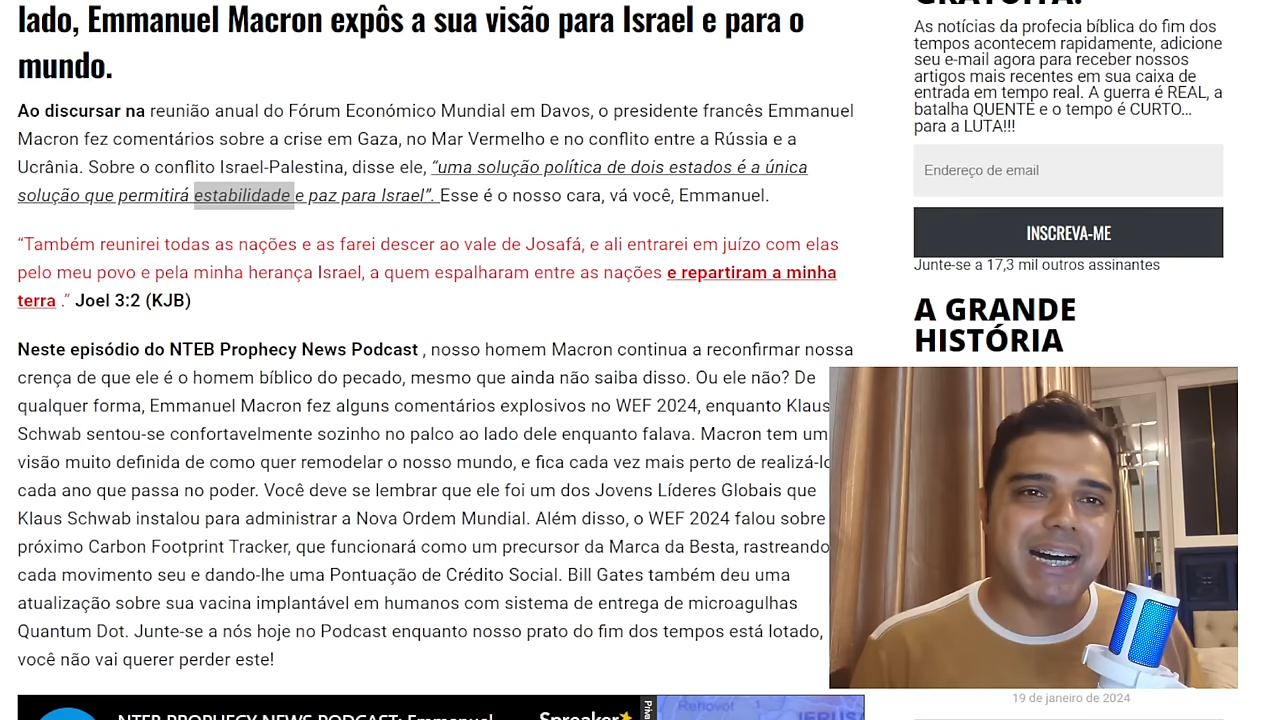 lado, Emmanuel Macron expôs a sua visão para Israel e para o
mundo.
Ao discursar na reunião anual do Fórum Económico Mundial em Davos, o presidente francês Emmanuel
Macron fez comentários sobre a crise em Gaza, no Mar Vermelho e no conflito entre a Rússia e a
Ucrânia. Sobre o conflito Israel-Palestina, disse ele, “uma solução política de dois estados é a única
solução que permitirá estabilidade e paz para Israel”. Esse é o nosso cara, vá você, Emmanuel.
“Também reunirei todas as nações e as farei descer ao vale de Josafá, e ali entrarei em juízo com elas
pelo meu povo e pela minha herança Israel, a quem espalharam entre as nações e repartiram a minha
terra .” Joel 3:2 (KJB)
Neste episódio do NTEB Prophecy News Podcast , nosso homem Macron continua a reconfirmar nossa
crença de que ele é o homem bíblico do pecado, mesmo que ainda não saiba disso. Ou ele não? De
qualquer forma, Emmanuel Macron fez alguns comentários explosivos no WEF 2024, enquanto Klaus
Schwab sentou-se confortavelmente sozinho no palco ao lado dele enquanto falava. Macron tem um
visão muito definida de como quer remodelar o nosso mundo, e fica cada vez mais perto de
cada ano que passa no poder. Você deve se lembrar que ele foi um dos Jovens Líderes Globais que
Klaus Schwab instalou para administrar a Nova Ordem Mundial. Além disso, o WEF 2024 falou sobre
próximo Carbon Footprint Tracker, que funcionará como um precursor da Marca da Besta, rastreando
cada movimento seu e dando-lhe uma Pontuação de Crédito Social. Bill Gates também deu uma
atualização sobre sua vacina implantável em humanos com sistema de entrega de microagulhas
Quantum Dot. Junte-se a nós hoje no Podcast enquanto nosso prato do fim dos tempos está lotado,
você não vai querer perder este!
NTEB PROPHECY NEWS PODCAST: Emmanuel
Spreaker
Priva
JERUSA
GRATUITA!
As notícias da profecia bíblica do fim dos
tempos acontecem rapidamente, adicione
seu e-mail agora para receber nossos
artigos mais recentes em sua caixa de
entrada em tempo real. A guerra é REAL, a
batalha QUENTE e o tempo é CURTO...
para a LUTA!!!
Endereço de email
INSCREVA-ME
Junte-se a 17,3 mil outros assinantes
A GRANDE
HISTÓRIA
19 de janeiro de 2024